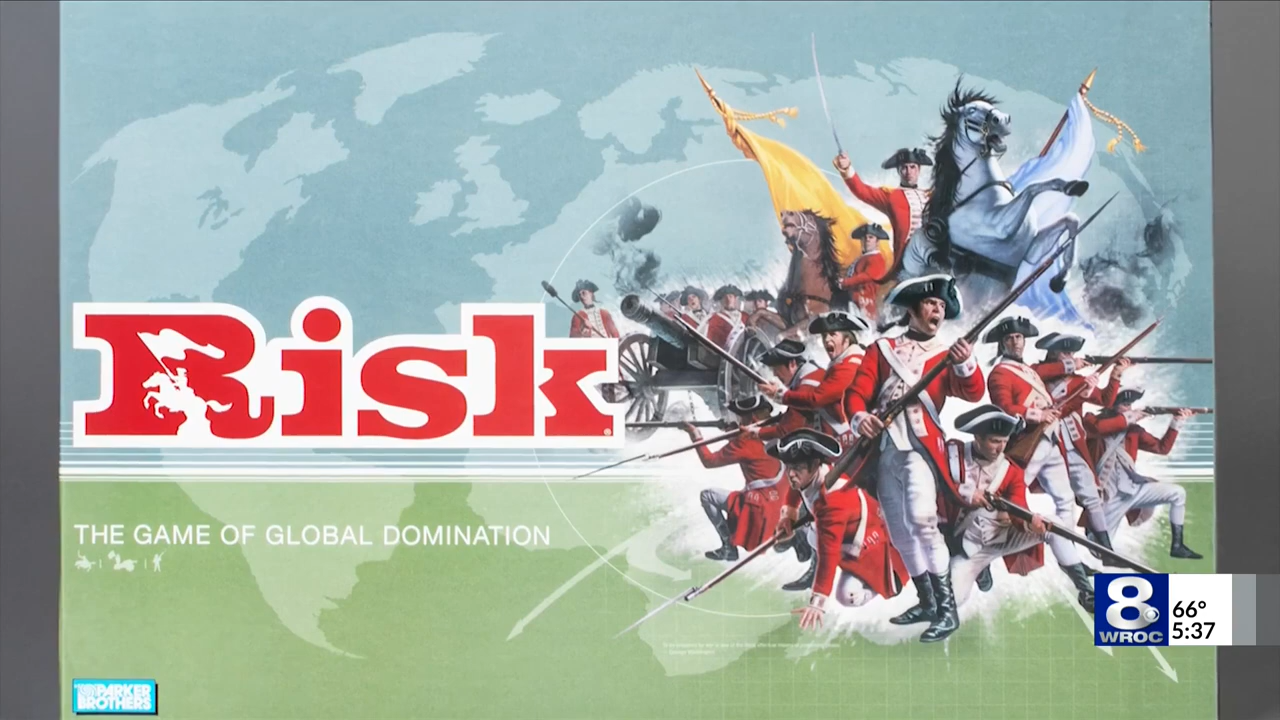 Risk
THE GAME OF GLOBAL DOMINATION
PARKER
BROTHERS
8
WROC
66°
5:37